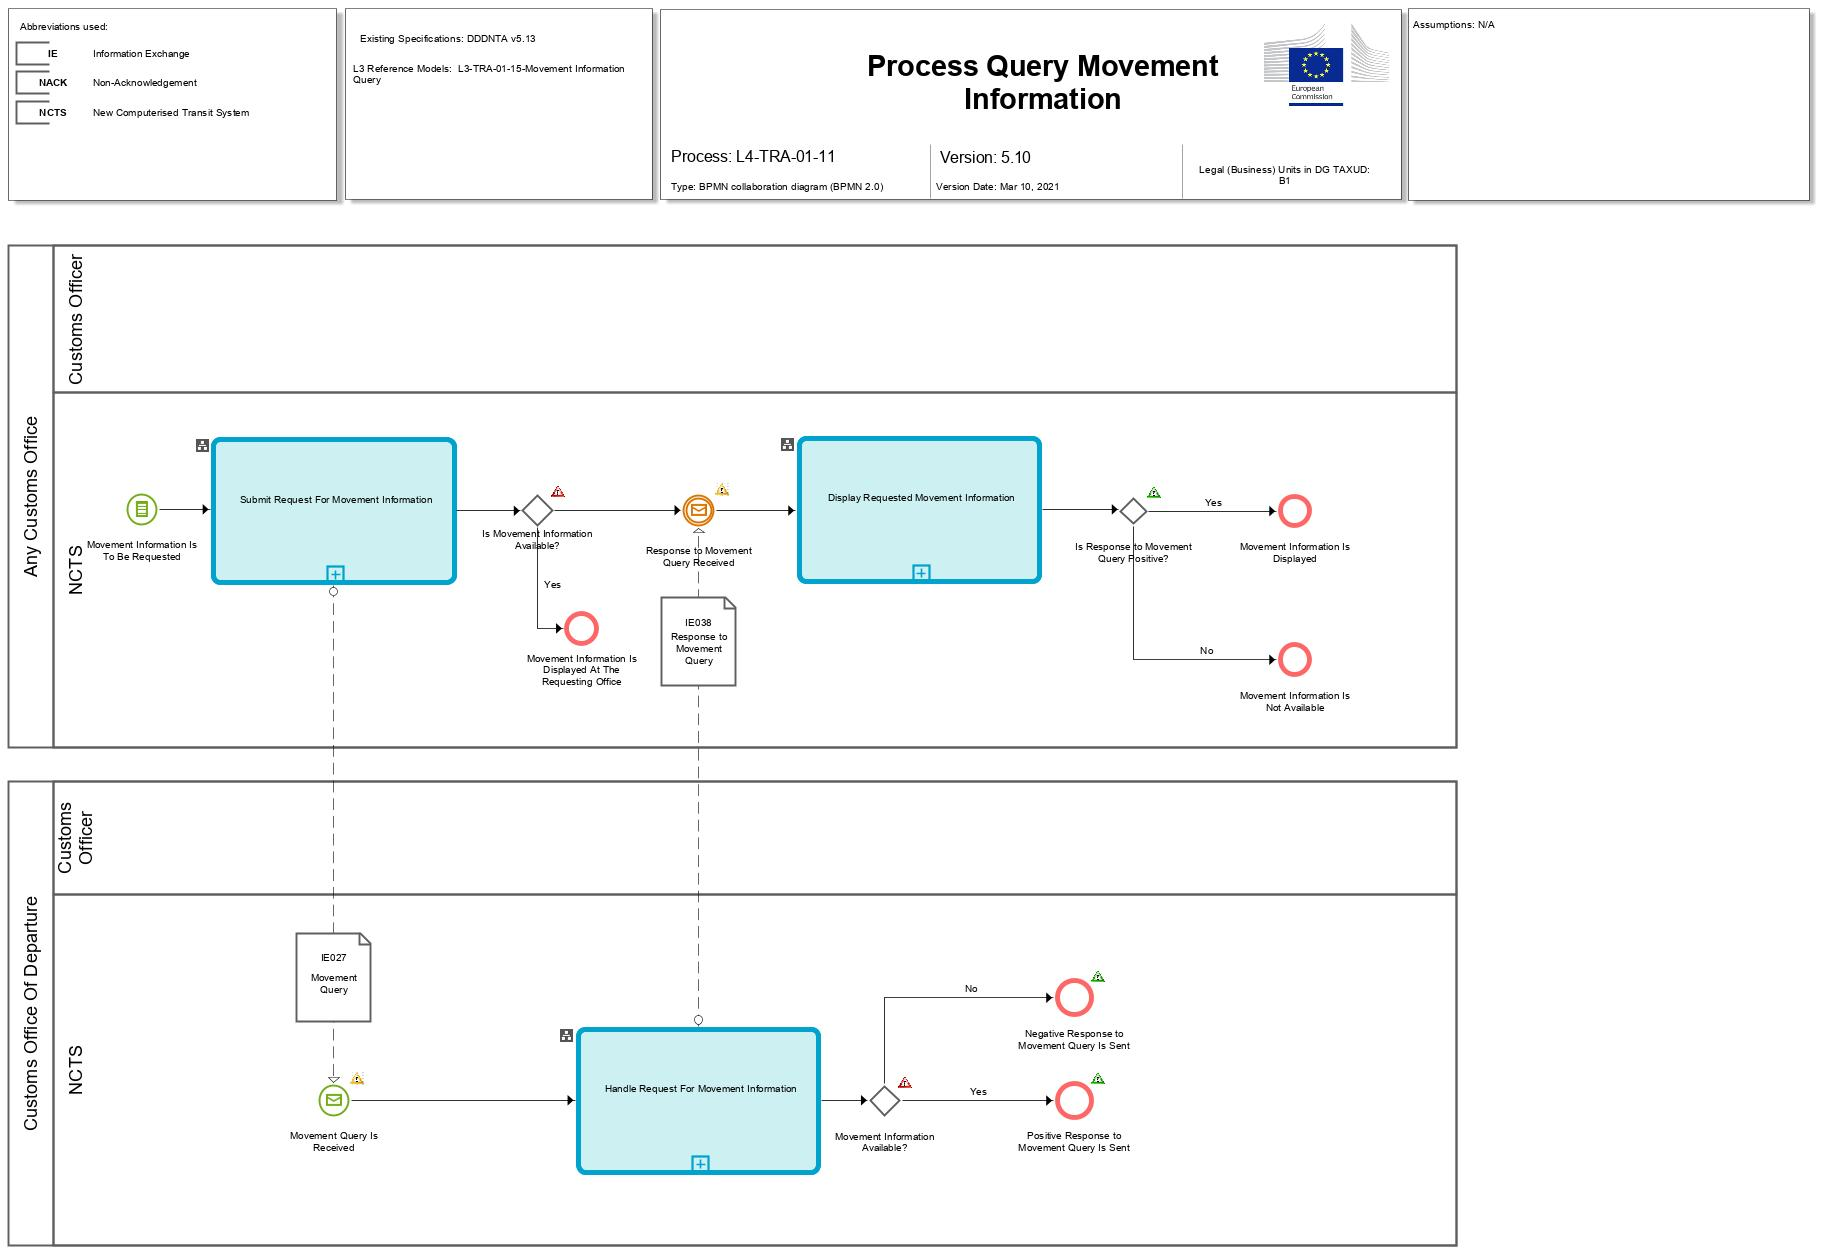 Abbreviations used:
IE Information Exchange
NACK Non-Acknowledgement
NCTS New Computerised Transit System
Existing Specifications: DDDNTA v5.13
L3 Reference Models: L3-TRA-01-15-Movement Information
Query
Process Query Movement
Information
European
Commission
Process: L4-TRA-01-11
Version: 5.10
Type: BPMN collaboration diagram (BPMN 2.0)
Version Date: Mar 10, 2021
Legal (Business) Units in DG TAXUD:
B1
Assumptions: N/A
Any Customs Office
Customs Officer
NCTS
Movement Information Is
To Be Requested
Submit Request For Movement Information
Is Movement Information
Available?
Yes
Movement Information Is
Displayed At The
Requesting Office
Response to Movement
Query Received
IE038
Response to
Movement
Query
Display Requested Movement Information
Is Response to Movement
Query Positive?
Yes
Movement Information Is
Displayed
No
Movement Information Is
Not Available
Customs Office Of Departure
Customs
Officer
NCTS
IE027
Movement
Query
Movement Query Is
Received
Handle Request For Movement Information
Movement Information
Available?
No
Negative Response to
Movement Query Is Sent
Yes
Positive Response to
Movement Query Is Sent